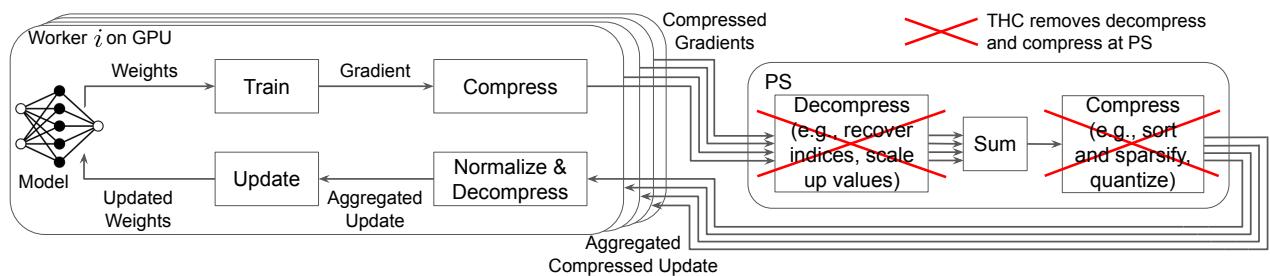 Compressed
Gradients
THC removes decompress
and compress at PS
Worker i on GPU
Weights
Train
Gradient
Compress
PS
Decompress
(e.g., recover
indices, scale
up values)
Sum
Compress
(e.g., sort
and sparsify,
quantize)
Model
Updated
Weights
Update
Aggregated
Update
Normalize &
Decompress
Aggregated
Compressed Update